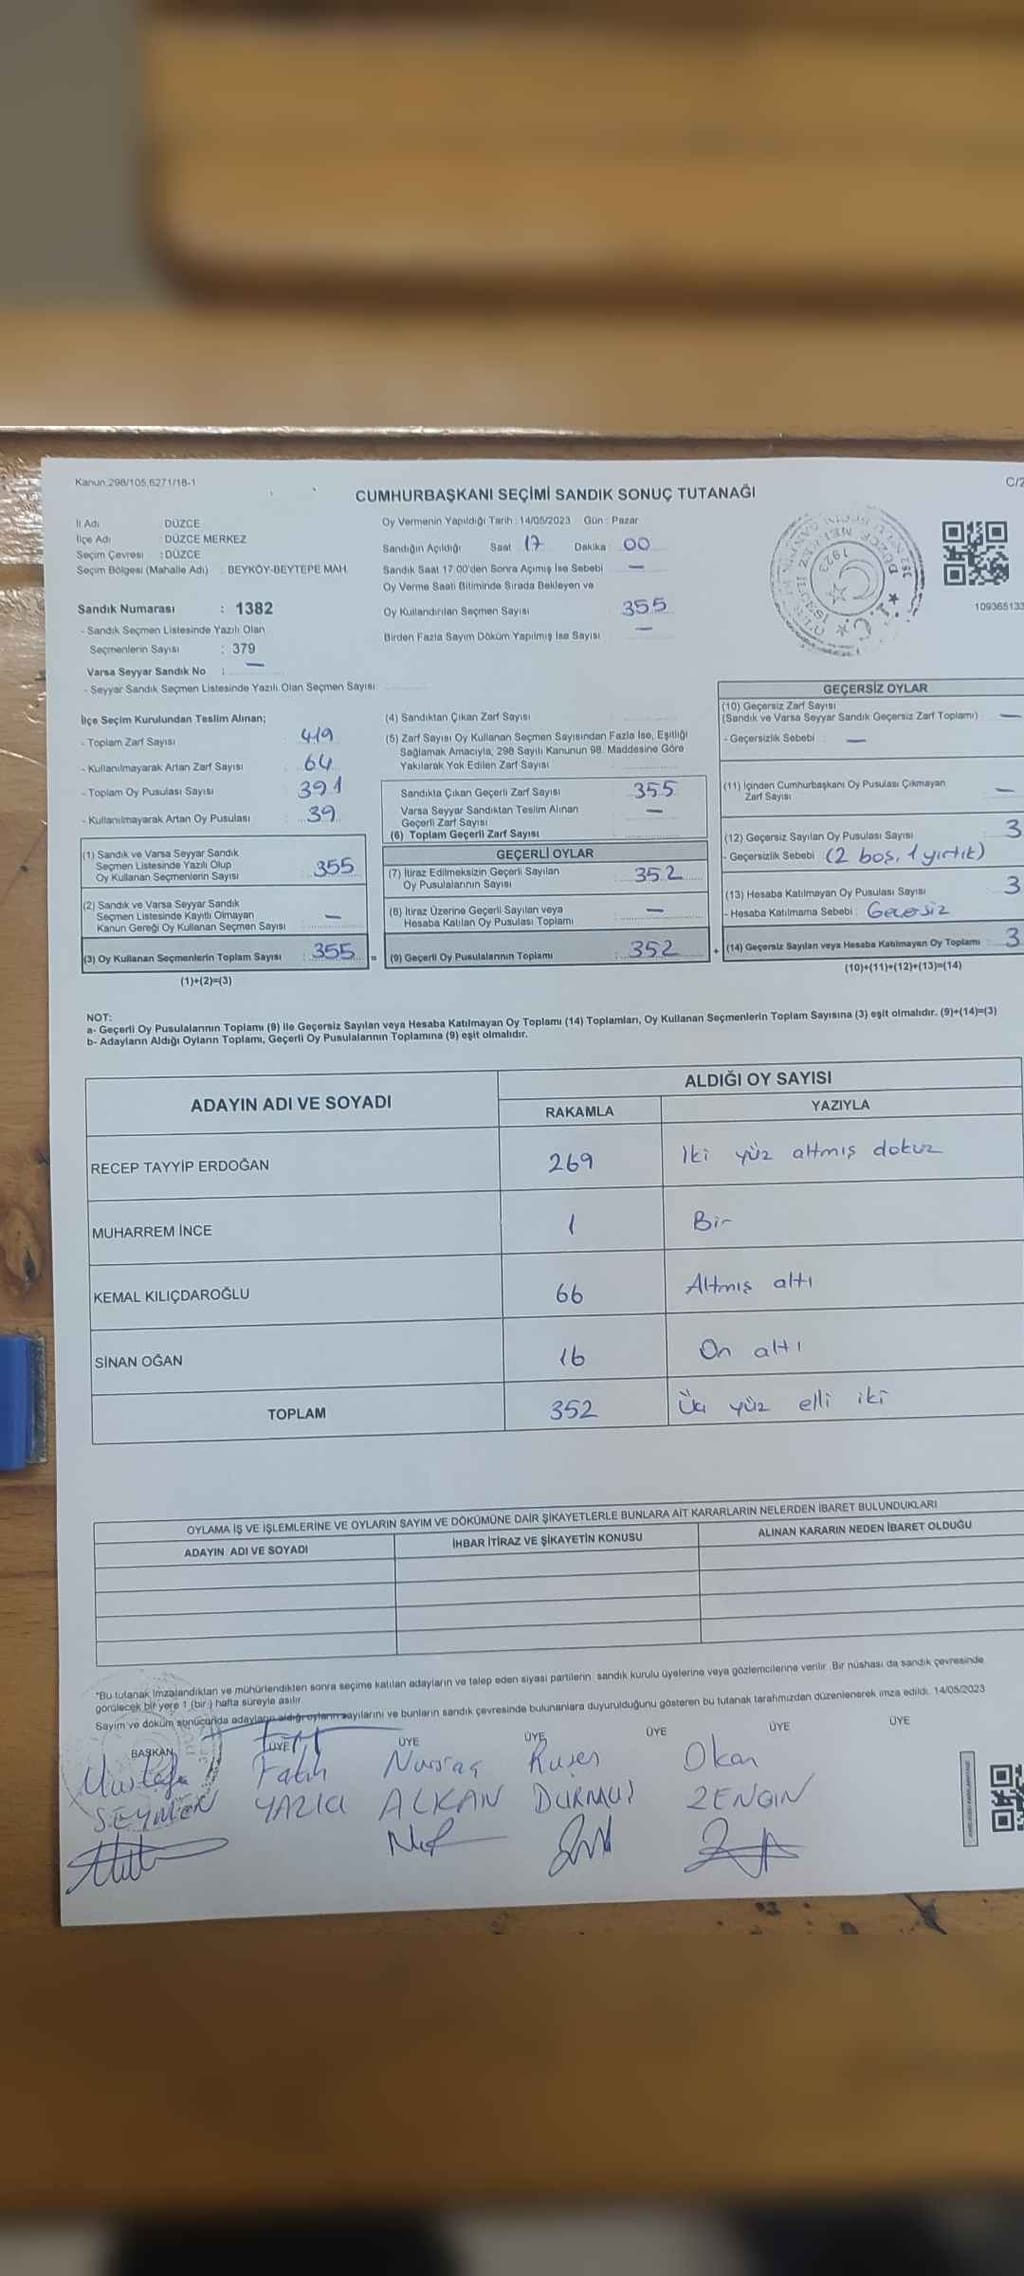 Kanun:298/105,6271/18-1
C/2
CUMHURBAŞKANI SEÇİMİ SANDIK SONUÇ TUTANAĞI
İl Adı DÜZCE
İlçe Adı : DÜZCE MERKEZ
Seçim Çevresi : DÜZCE
Seçim Bölgesi (Mahalle Adı) : BEYKÖY-BEYTEPE MAH.
Sandık Numarası : 1382
- Sandık Seçmen Listesinde Yazılı Olan
Seçmenlerin Sayısı : 379
Varsa Seyyar Sandık No : —
- Seyyar Sandık Seçmen Listesinde Yazılı Olan Seçmen Sayısı:
Oy Vermenin Yapıldığı Tarih : 14/05/2023 Gün : Pazar
Sandığın Açıldığı Saat 17 Dakika 00
Sandık Saat 17:00'den Sonra Açımış İse Sebebi —
Oy Verme Saati Bitiminde Sırada Bekleyen ve
Oy Kullandırılan Seçmen Sayısı 355
Birden Fazla Sayım Döküm Yapılmış İse Sayısı —
109365133
İlçe Seçim Kurulundan Teslim Alınan;
- Toplam Zarf Sayısı 419
- Kullanılmayarak Artan Zarf Sayısı 64
- Toplam Oy Pusulası Sayısı 391
- Kullanılmayarak Artan Oy Pusulası 39
(1) Sandık ve Varsa Seyyar Sandık
Seçmen Listesinde Yazılı Olup
Oy Kullanan Seçmenlerin Sayısı 355
(2) Sandık ve Varsa Seyyar Sandık
Seçmen Listesinde Kayıtlı Olmayan
Kanun Gereği Oy Kullanan Seçmen Sayısı —
(3) Oy Kullanan Seçmenlerin Toplam Sayısı : 355 =
(1)+(2)=(3)
(4) Sandıktan Çıkan Zarf Sayısı
(5) Zarf Sayısı Oy Kullanan Seçmen Sayısından Fazla İse, Eşitliği
Sağlamak Amacıyla, 298 Sayılı Kanunun 98. Maddesine Göre
Yakılarak Yok Edilen Zarf Sayısı
Sandıkta Çıkan Geçerli Zarf Sayısı 355
Varsa Seyyar Sandıktan Teslim Alınan
Geçerli Zarf Sayısı —
(6) Toplam Geçerli Zarf Sayısı
GEÇERLİ OYLAR
(7) İtiraz Edilmeksizin Geçerli Sayılan
Oy Pusulalarının Sayısı 352
(8) İtiraz Üzerine Geçerli Sayılan veya
Hesaba Katılan Oy Pusulası Toplamı —
(9) Geçerli Oy Pusulalarının Toplamı : 352 +
GEÇERSİZ OYLAR
(10) Geçersiz Zarf Sayısı
(Sandık ve Varsa Seyyar Sandık Geçersiz Zarf Toplamı) —
- Geçersizlik Sebebi : —
(11) İçinden Cumhurbaşkanı Oy Pusulası Çıkmayan
Zarf Sayısı —
(12) Geçersiz Sayılan Oy Pusulası Sayısı 3
- Geçersizlik Sebebi (2 boş, 1 yırtık)
(13) Hesaba Katılmayan Oy Pusulası Sayısı 3
- Hesaba Katılmama Sebebi : Gecersiz
(14) Geçersiz Sayılan veya Hesaba Katılmayan Oy Toplamı : 3
(10)+(11)+(12)+(13)=(14)
NOT:
a- Geçerli Oy Pusulalarının Toplamı (9) ile Geçersiz Sayılan veya Hesaba Katılmayan Oy Toplamı (14) Toplamları, Oy Kullanan Seçmenlerin Toplam Sayısına (3) eşit olmalıdır. (9)+(14)=(3)
b- Adayların Aldığı Oyların Toplamı, Geçerli Oy Pusulalarının Toplamına (9) eşit olmalıdır.
ADAYIN ADI VE SOYADI ALDIĞI OY SAYISI
RAKAMLA YAZIYLA
RECEP TAYYİP ERDOĞAN 269 İki yüz altmış dokuz
MUHARREM İNCE 1 Bir
KEMAL KILIÇDAROĞLU 66 Altmış altı
SİNAN OĞAN 16 On altı
TOPLAM 352 Üç yüz elli iki
OYLAMA İŞ VE İŞLEMLERİNE VE OYLARIN SAYIM VE DÖKÜMÜNE DAİR ŞİKAYETLERLE BUNLARA AİT KARARLARIN NELERDEN İBARET BULUNDUKLARI
ADAYIN ADI VE SOYADI İHBAR İTİRAZ VE ŞİKAYETİN KONUSU ALINAN KARARIN NEDEN İBARET OLDUĞU
*Bu tutanak İmzalandıktan ve mühürlendikten sonra seçime katılan adayların ve talep eden siyasi partilerin, sandık kurulu üyelerine veya gözlemcilerine verilir. Bir nüshası da sandık çevresinde
görülecek bir yere 1 (bir) hafta süreyle asılır.
Sayım ve döküm sonucunda adayların aldığı oyların sayılarını ve bunların sandık çevresinde bulunanlara duyurulduğunu gösteren bu tutanak tarafımızdan düzenlenerek imza edildi. 14/05/2023
BAŞKAN ÜYE ÜYE ÜYE ÜYE ÜYE ÜYE
Mustafa Fatih Ruşen Okan
SEYMEN YAZICI ALKAN DURMUŞ ZENGİN